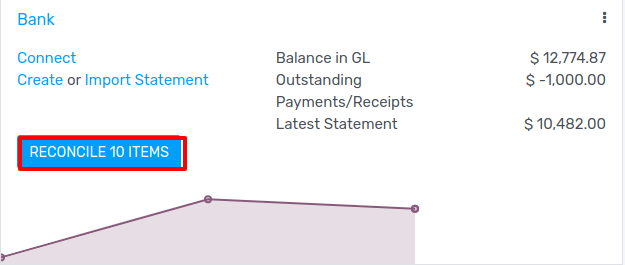 Bank
Connect
Create or Import Statement
RECONCILE 10 ITEMS
Balance in GL $ 12,774.87
Outstanding $ -1,000.00
Payments/Receipts
Latest Statement $ 10,482.00